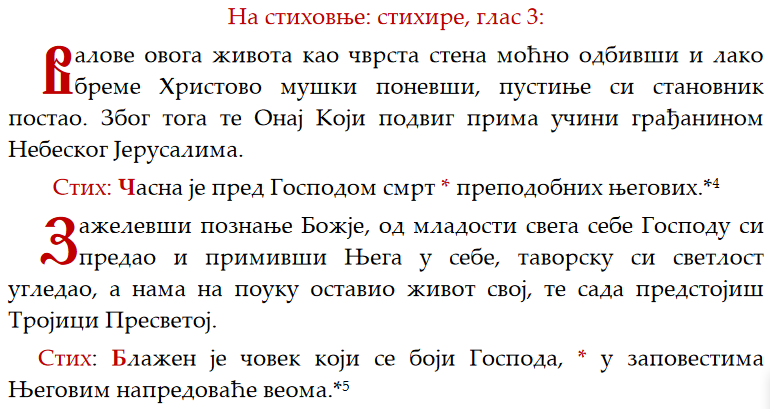 На стиховње: стихире, глас 3:
Валове овога живота као чврста стена моћно одбивши и лако
бреме Христово мушки поневши, пустиње си становник
постао. Због тога те Онај Који подвиг прима учини грађанином
Небеског Јерусалима.
Стих: Часна је пред Господом смрт * преподобних његових.*⁴
Зажелевши познање Божје, од младости свега себе Господу си
предао и примивши Њега у себе, таворску си светлост
угледао, а нама на поуку оставио живот свој, те сада предстојиш
Тројици Пресветој.
Стих: Блажен је човек који се боји Господа, * у заповестима
Његовим напредоваће веома.*⁵